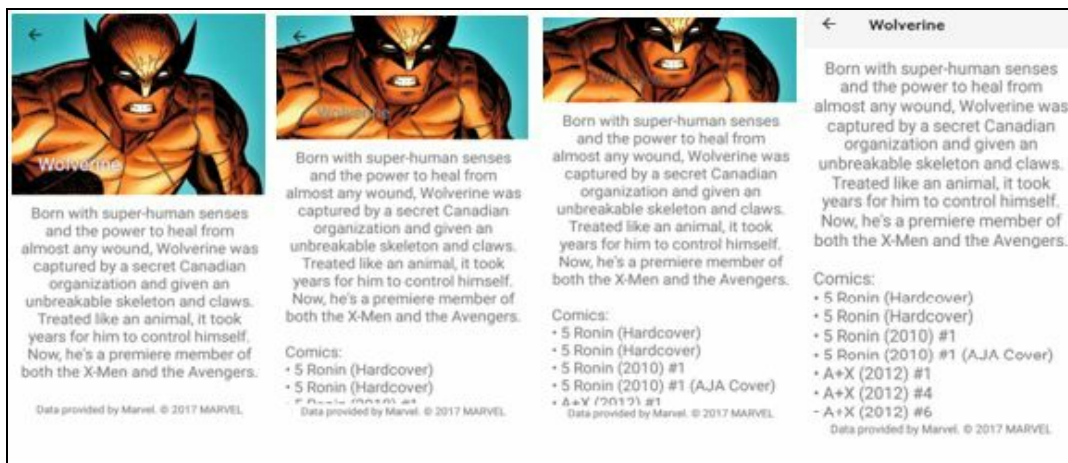 Wolverine
Born with super-human senses
and the power to heal from
almost any wound, Wolverine was
captured by a secret Canadian
organization and given an
unbreakable skeleton and claws.
Treated like an animal, it took
years for him to control himself.
Now, he's a premiere member of
both the X-Men and the Avengers.
Data provided by Marvel. © 2017 MARVEL
Wolverine
Born with super-human senses
and the power to heal from
almost any wound, Wolverine was
captured by a secret Canadian
organization and given an
unbreakable skeleton and claws.
Treated like an animal, it took
years for him to control himself.
Now, he's a premiere member of
both the X-Men and the Avengers.
Comics:
• 5 Ronin (Hardcover)
• 5 Ronin (Hardcover)
• 5 Ronin (2010) #1
Data provided by Marvel. © 2017 MARVEL
Wolverine
Born with super-human senses
and the power to heal from
almost any wound, Wolverine was
captured by a secret Canadian
organization and given an
unbreakable skeleton and claws.
Treated like an animal, it took
years for him to control himself.
Now, he's a premiere member of
both the X-Men and the Avengers.
Comics:
• 5 Ronin (Hardcover)
• 5 Ronin (Hardcover)
• 5 Ronin (2010) #1
• 5 Ronin (2010) #1 (AJA Cover)
• A+X (2012) #1
Data provided by Marvel. © 2017 MARVEL
Wolverine
Born with super-human senses
and the power to heal from
almost any wound, Wolverine was
captured by a secret Canadian
organization and given an
unbreakable skeleton and claws.
Treated like an animal, it took
years for him to control himself.
Now, he's a premiere member of
both the X-Men and the Avengers.
Comics:
• 5 Ronin (Hardcover)
• 5 Ronin (Hardcover)
• 5 Ronin (2010) #1
• 5 Ronin (2010) #1 (AJA Cover)
• A+X (2012) #1
• A+X (2012) #4
- A+X (2012) #6
Data provided by Marvel. © 2017 MARVEL